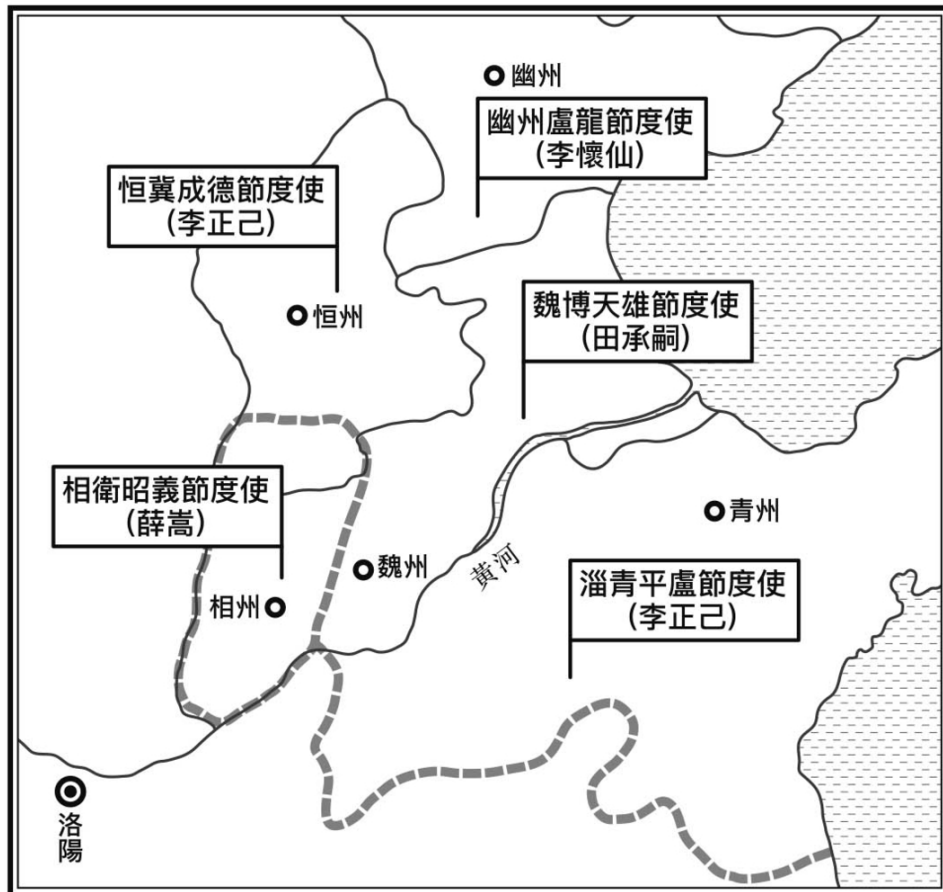 幽州
幽州盧龍節度使
(李懷仙)
恒冀成德節度使
(李正己)
恒州
魏博天雄節度使
(田承嗣)
相衛昭義節度使
(薛嵩)
青州
魏州
黃河
淄青平盧節度使
(李正己)
相州
洛陽